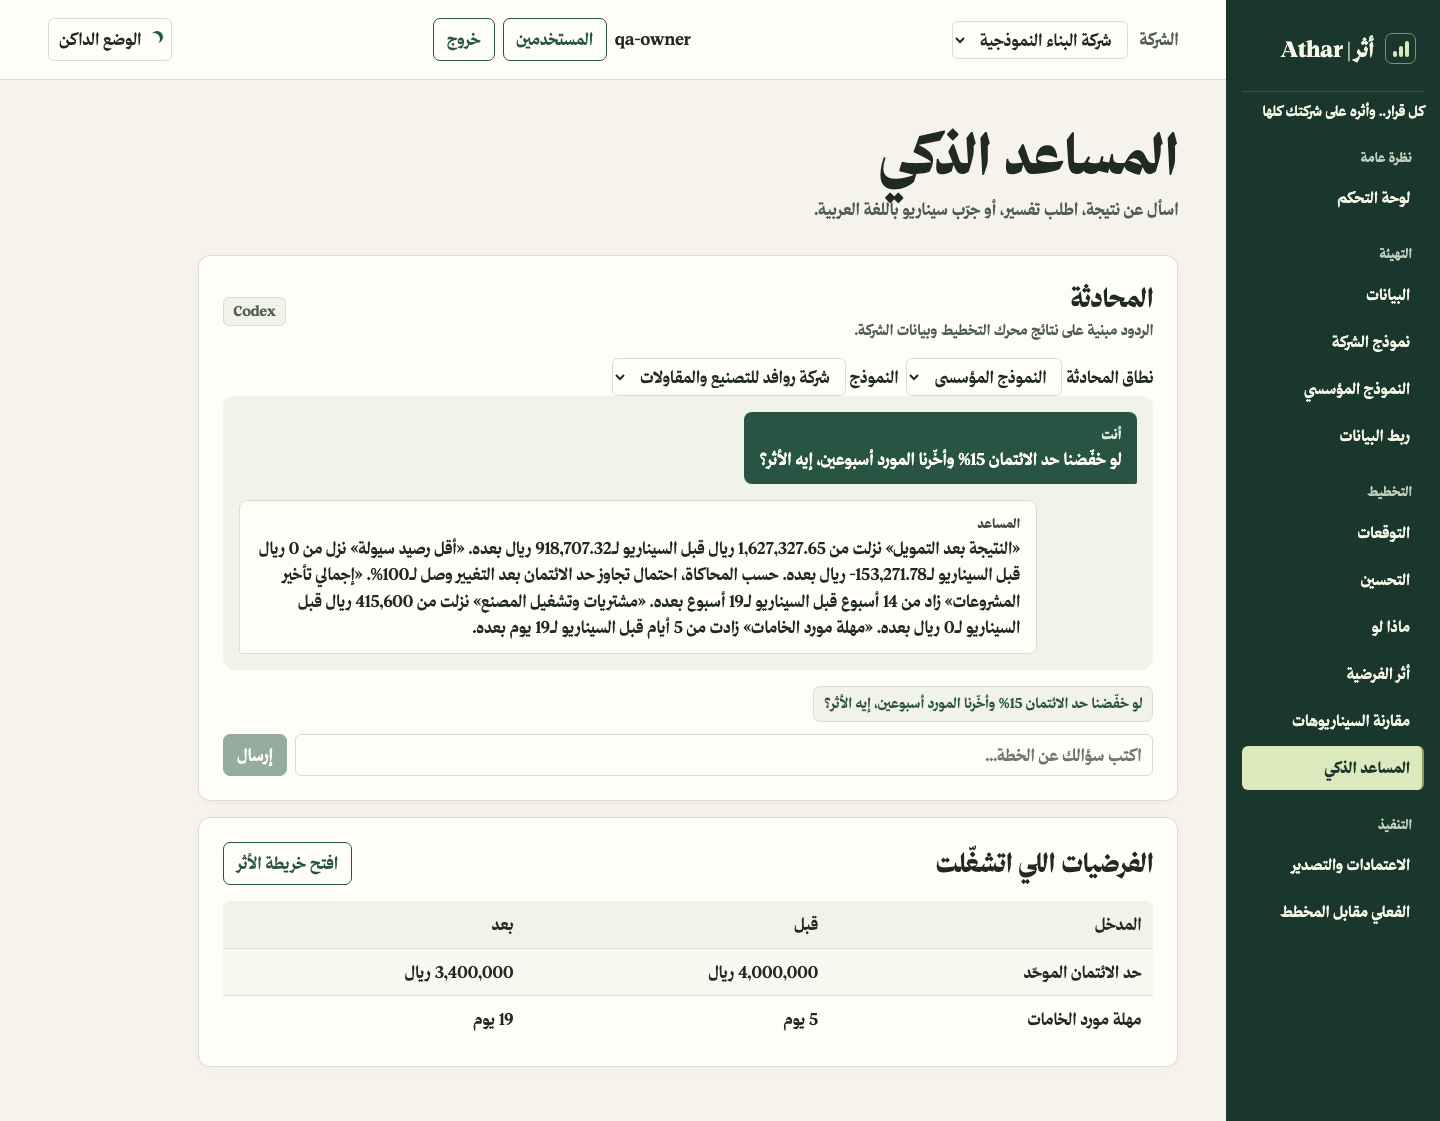 أثر | Athar
كل قرار.. وأثره على شركتك كلها
نظرة عامة
لوحة التحكم
التهيئة
البيانات
نموذج الشركة
النموذج المؤسسي
ربط البيانات
التخطيط
التوقعات
التحسين
ماذا لو
أثر الفرضية
مقارنة السيناريوهات
المساعد الذكي
التنفيذ
الاعتمادات والتصدير
الفعلي مقابل المخطط
الشركة شركة البناء النموذجية qa-owner المستخدمين خروج الوضع الداكن
المساعد الذكي
اسأل عن نتيجة، اطلب تفسير، أو جرّب سيناريو باللغة العربية.
المحادثة
Codex
الردود مبنية على نتائج محرك التخطيط وبيانات الشركة.
نطاق المحادثة النموذج المؤسسي النموذج شركة روافد للتصنيع والمقاولات
أنت
لو خفّضنا حد الائتمان 15% وأخّرنا المورد أسبوعين، إيه الأثر؟
المساعد
«النتيجة بعد التمويل» نزلت من 1,627,327.65 ريال قبل السيناريو لـ918,707.32 ريال بعده. «أقل رصيد سيولة» نزل من 0 ريال
قبل السيناريو لـ153,271.78- ريال بعده. حسب المحاكاة، احتمال تجاوز حد الائتمان بعد التغيير وصل لـ100%. «إجمالي تأخير
المشروعات» زاد من 14 أسبوع قبل السيناريو لـ19 أسبوع بعده. «مشتريات وتشغيل المصنع» نزلت من 415,600 ريال قبل
السيناريو لـ0 ريال بعده. «مهلة مورد الخامات» زادت من 5 أيام قبل السيناريو لـ19 يوم بعده.
لو خفّضنا حد الائتمان 15% وأخّرنا المورد أسبوعين، إيه الأثر؟
اكتب سؤالك عن الخطة...
إرسال
الفرضيات اللي اتشغّلت
افتح خريطة الأثر
المدخل قبل بعد
حد الائتمان الموحّد 4,000,000 ريال 3,400,000 ريال
مهلة مورد الخامات 5 يوم 19 يوم